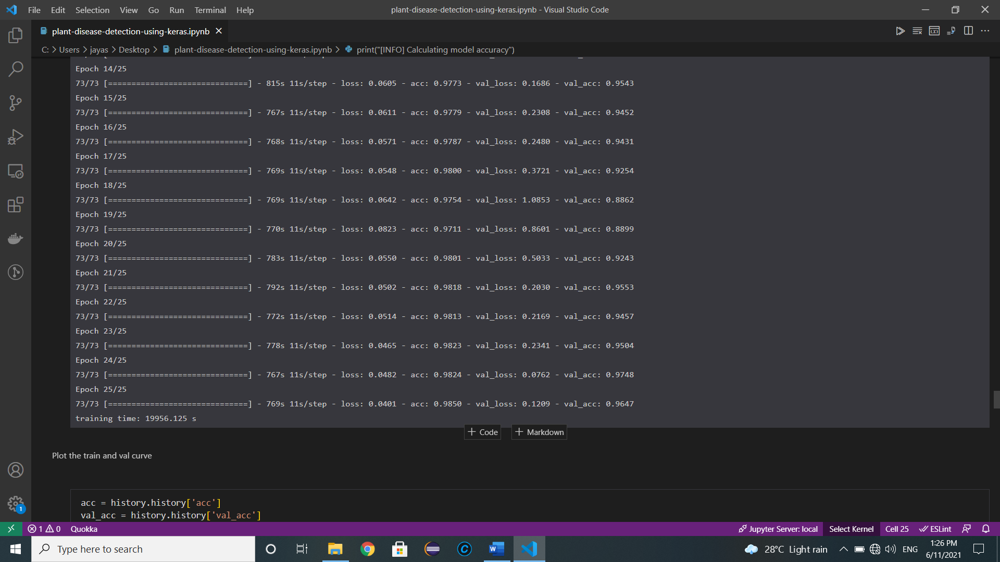 File Edit Selection View Go Run Terminal Help
plant-disease-detection-using-keras.ipynb - Visual Studio Code
plant-disease-detection-using-keras.ipynb
C: > Users > jayas > Desktop > plant-disease-detection-using-keras.ipynb > print("[INFO] Calculating model accuracy")
Epoch 14/25
73/73 [==============================] - 815s 11s/step - loss: 0.0605 - acc: 0.9773 - val_loss: 0.1686 - val_acc: 0.9543
Epoch 15/25
73/73 [==============================] - 767s 11s/step - loss: 0.0611 - acc: 0.9779 - val_loss: 0.2308 - val_acc: 0.9452
Epoch 16/25
73/73 [==============================] - 768s 11s/step - loss: 0.0571 - acc: 0.9787 - val_loss: 0.2480 - val_acc: 0.9431
Epoch 17/25
73/73 [==============================] - 769s 11s/step - loss: 0.0548 - acc: 0.9800 - val_loss: 0.3721 - val_acc: 0.9254
Epoch 18/25
73/73 [==============================] - 769s 11s/step - loss: 0.0642 - acc: 0.9754 - val_loss: 1.0853 - val_acc: 0.8862
Epoch 19/25
73/73 [==============================] - 770s 11s/step - loss: 0.0823 - acc: 0.9711 - val_loss: 0.8601 - val_acc: 0.8899
Epoch 20/25
73/73 [==============================] - 783s 11s/step - loss: 0.0550 - acc: 0.9801 - val_loss: 0.5033 - val_acc: 0.9243
Epoch 21/25
73/73 [==============================] - 792s 11s/step - loss: 0.0502 - acc: 0.9818 - val_loss: 0.2030 - val_acc: 0.9553
Epoch 22/25
73/73 [==============================] - 772s 11s/step - loss: 0.0514 - acc: 0.9813 - val_loss: 0.2169 - val_acc: 0.9457
Epoch 23/25
73/73 [==============================] - 778s 11s/step - loss: 0.0465 - acc: 0.9823 - val_loss: 0.2341 - val_acc: 0.9504
Epoch 24/25
73/73 [==============================] - 767s 11s/step - loss: 0.0482 - acc: 0.9824 - val_loss: 0.0762 - val_acc: 0.9748
Epoch 25/25
73/73 [==============================] - 769s 11s/step - loss: 0.0401 - acc: 0.9850 - val_loss: 0.1209 - val_acc: 0.9647
training time: 19956.125 s
+ Code + Markdown
Plot the train and val curve
acc = history.history['acc']
val_acc = history.history['val_acc']
1
1 0 Quokka
Jupyter Server: local Select Kernel Cell 25 ESLint
Type here to search
28°C Light rain ENG
1:26 PM
6/11/2021